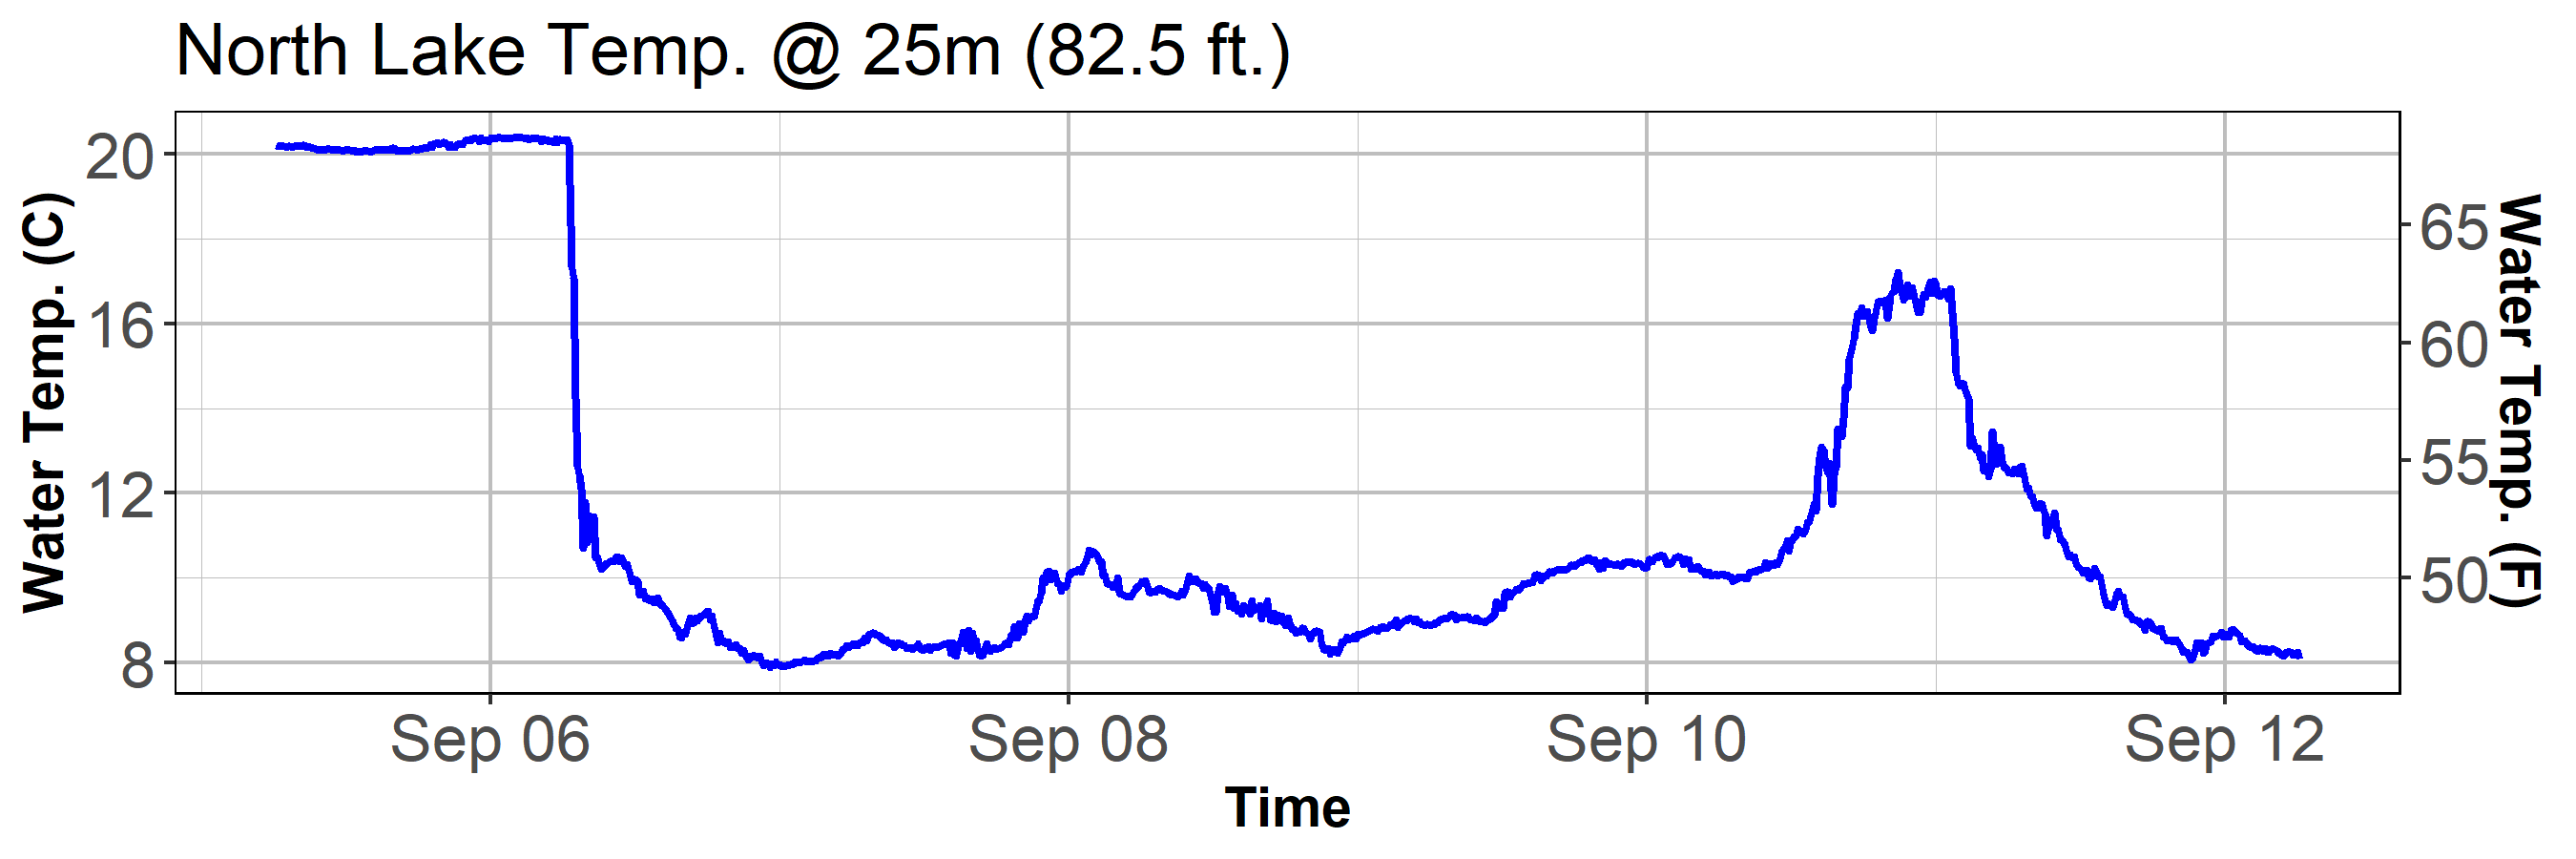 North Lake Temp. @ 25m (82.5 ft.)
Water Temp. (C)
20
16
12
8
65
60
55
50
Water Temp. (F)
Sep 06 Sep 08 Sep 10 Sep 12
Time